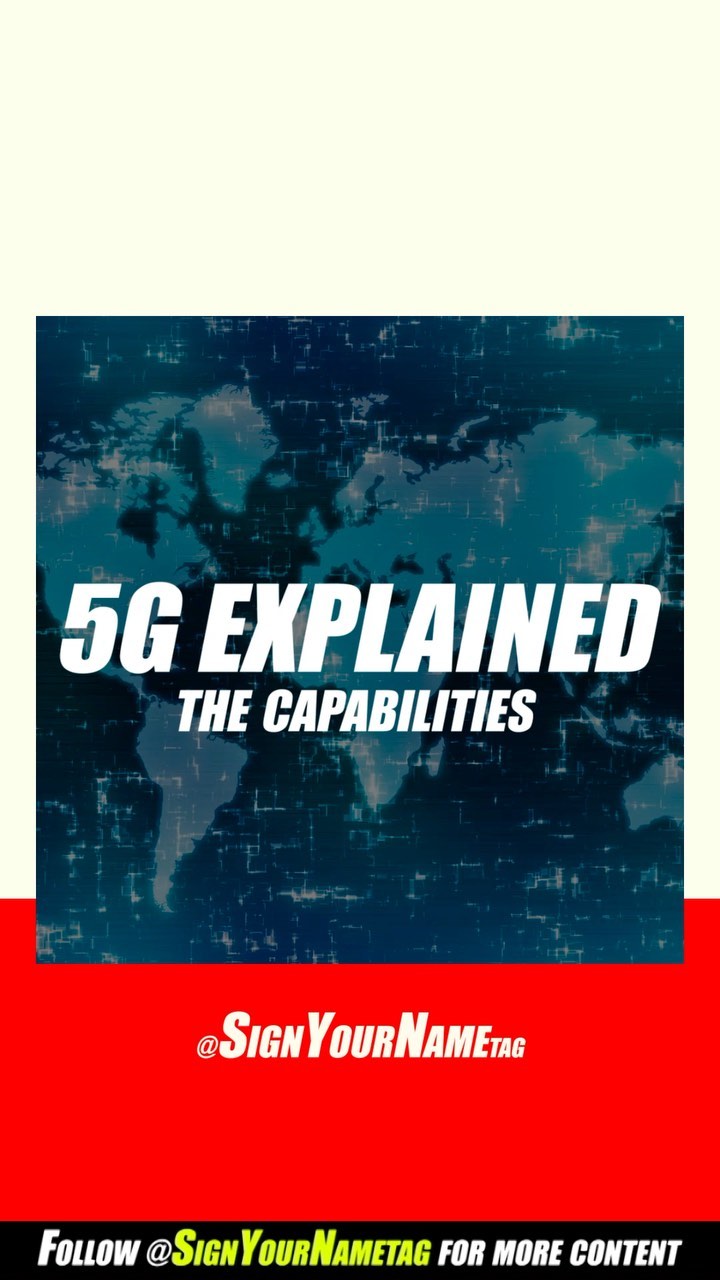 5G EXPLAINED
THE CAPABILITIES
@SIGNYOURNAMETAG
FOLLOW @SIGNYOURNAMETAG FOR MORE CONTENT